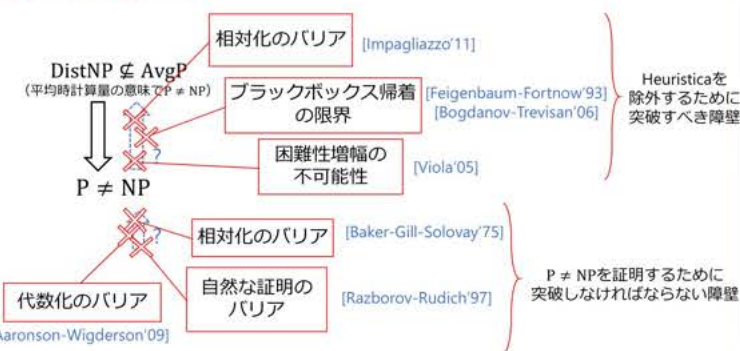 相対化のバリア
[Impagliazzo'11]
DistNP ⊈ AvgP
(平均時計算量の意味でP ≠ NP)
ブラックボックス帰着
の限界
[Feigenbaum-Fortnow'93]
[Bogdanov-Trevisan'06]
Heuristicaを
除外するために
突破すべき障壁
?
困難性増幅の
不可能性
[Viola'05]
P ≠ NP
?
相対化のバリア
[Baker-Gill-Solovay'75]
自然な証明の
バリア
[Razborov-Rudich'97]
P ≠ NPを証明するために
突破しなければならない障壁
代数化のバリア
Aaronson-Wigderson'09]